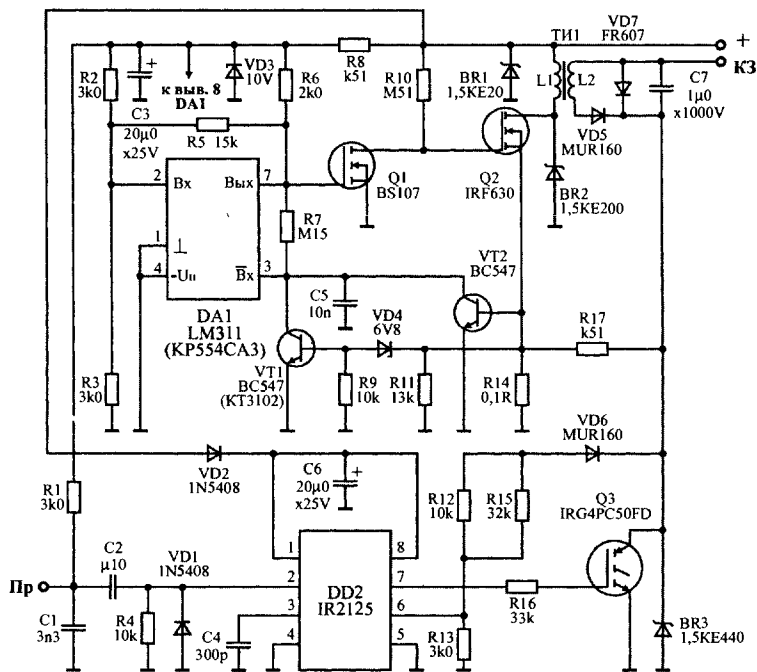 ТИ1
VD7
FR607
+
КЗ
R8
k51
R2
3k0
+
C3
20µ0
x25V
к выв. 8
DA1
VD3
10V
R6
2k0
R10
M51
BR1
1,5KE20
L1
L2
C7
1µ0
x1000V
R5 15k
VD5
MUR160
2
Вх
Вых
7
Q1
BS107
Q2
IRF630
BR2
1,5KE200
1
⊥
R7
M15
4
-Uп
B̅x̅
3
VT2
BC547
DA1
LM311
(КР554СА3)
C5
10n
VD4
6V8
R17
k51
R3
3k0
VT1
BC547
(КТ3102)
R9
10k
R11
13k
R14
0,1R
VD6
MUR160
VD2
1N5408
C6
20µ0
x25V
+
R12
10k
R15
32k
Q3
IRG4PC50FD
R1
3k0
C2
µ10
VD1
1N5408
1
8
Пр
2
DD2
IR2125
7
3
6
R16
33k
C1
3n3
R4
10k
C4
300p
4
5
R13
3k0
BR3
1,5KE440